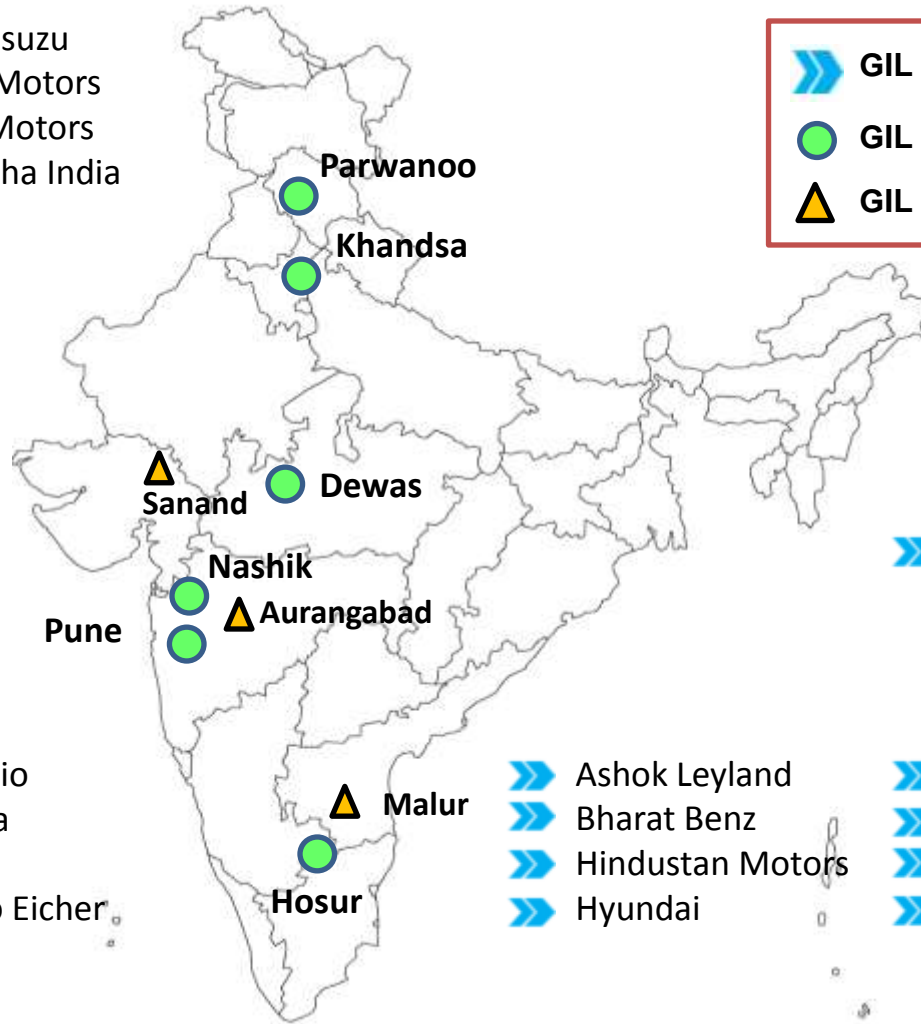 suzu
Motors
Motors
ha India
GIL
GIL
GIL
Parwanoo
Khandsa
Sanand
Dewas
Nashik
Aurangabad
Pune
io
a
Eicher
Malur
Hosur
Ashok Leyland
Bharat Benz
Hindustan Motors
Hyundai